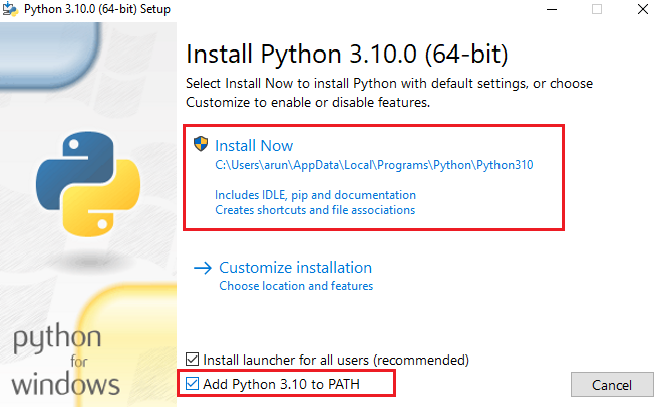 Python 3.10.0 (64-bit) Setup
Install Python 3.10.0 (64-bit)
Select Install Now to install Python with default settings, or choose
Customize to enable or disable features.
Install Now
C:\Users\arun\AppData\Local\Programs\Python\Python310
Includes IDLE, pip and documentation
Creates shortcuts and file associations
Customize installation
Choose location and features
python
for
windows
Install launcher for all users (recommended)
Add Python 3.10 to PATH
Cancel